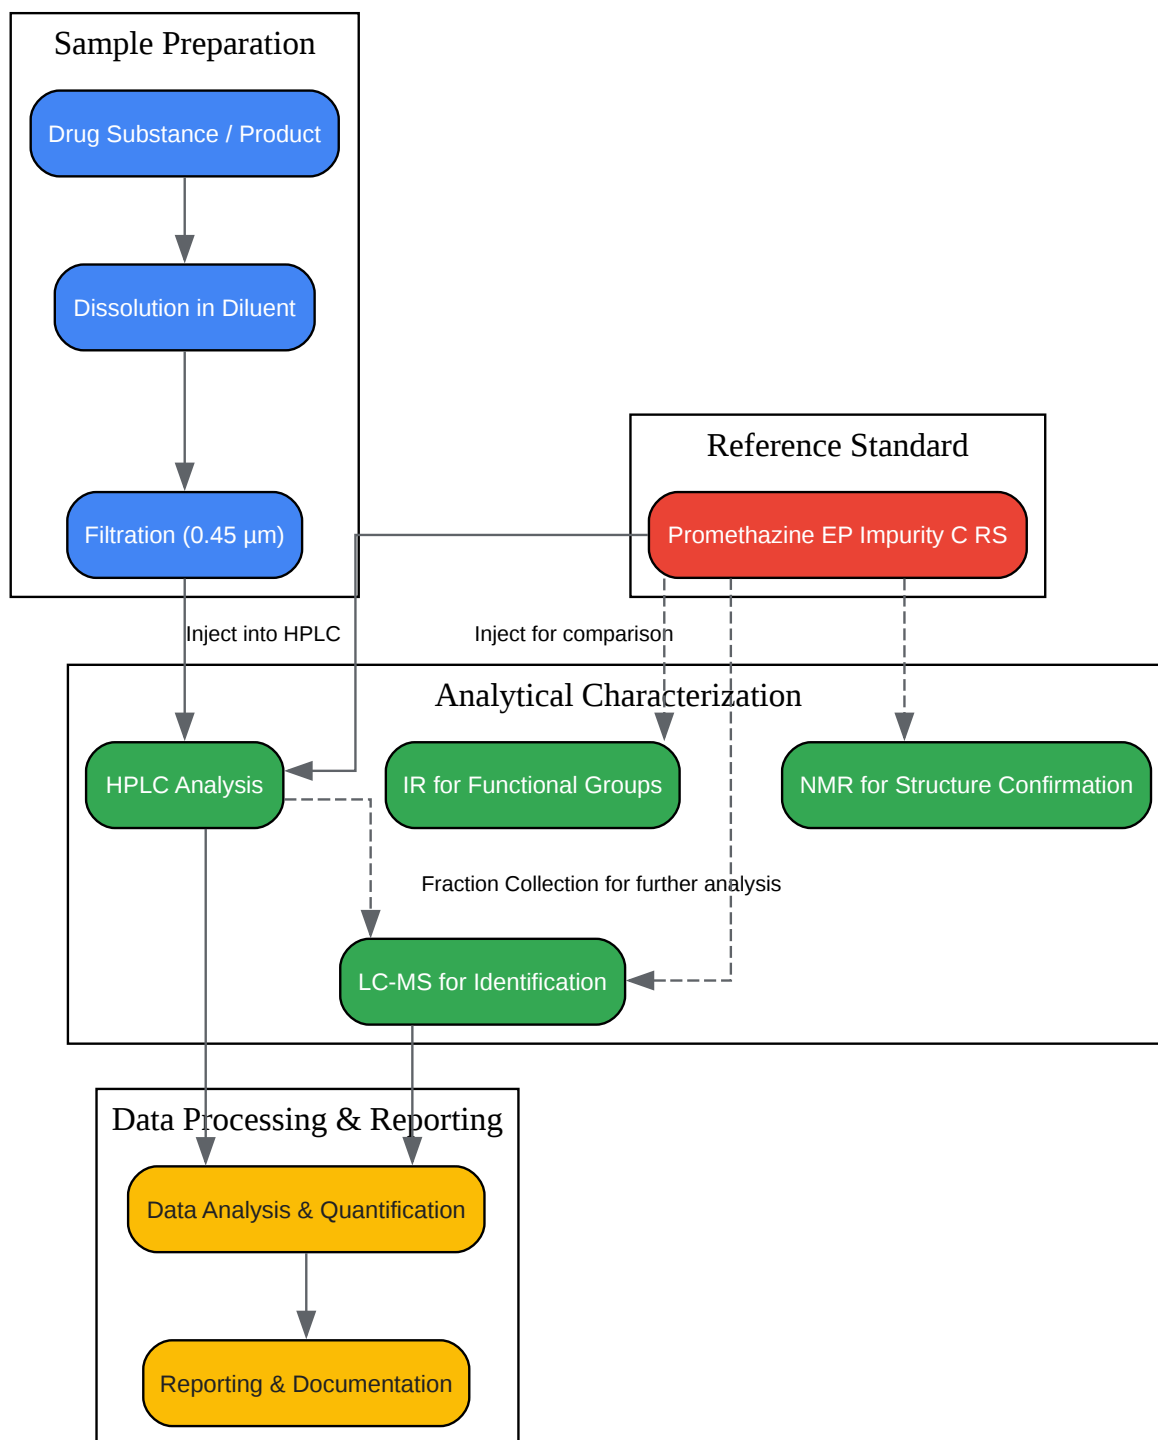 Sample Preparation
Drug Substance / Product
Dissolution in Diluent
Reference Standard
Filtration (0.45 µm)
Promethazine EP Impurity C RS
Inject into HPLC
Inject for comparison
Analytical Characterization
HPLC Analysis
IR for Functional Groups
NMR for Structure Confirmation
Fraction Collection for further analysis
LC-MS for Identification
Data Processing & Reporting
Data Analysis & Quantification
Reporting & Documentation